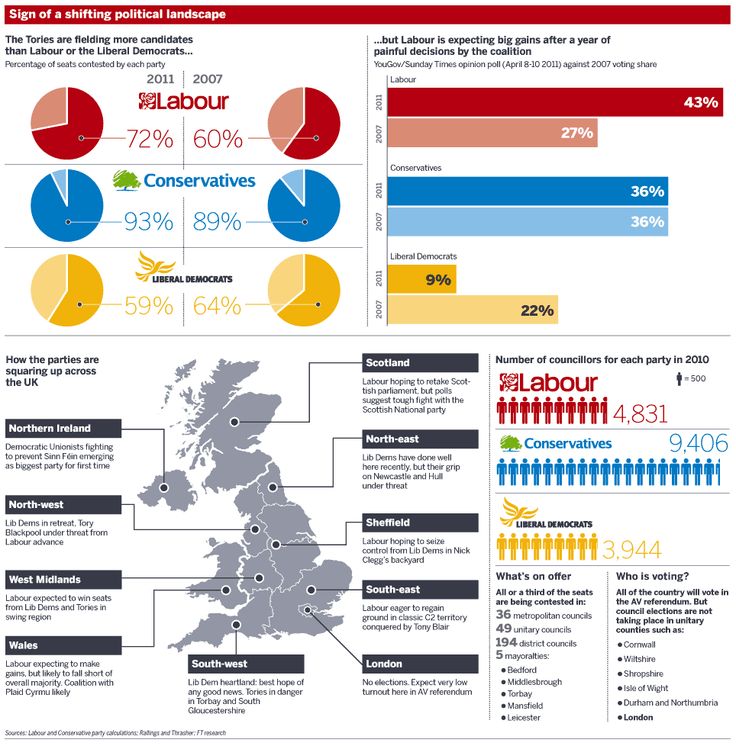 Sign of a shifting political landscape
The Tories are fielding more candidates
than Labour or the Liberal Democrats...
Percentage of seats contested by each party
2011 2007
Labour
72% 60%
Conservatives
93% 89%
LIBERAL DEMOCRATS
59% 64%
...but Labour is expecting big gains after a year of
painful decisions by the coalition
YouGov/Sunday Times opinion poll (April 8-10 2011) against 2007 voting share
Labour
2011
43%
2007
27%
Conservatives
2011
36%
2007
36%
Liberal Democrats
2011
9%
2007
22%
How the parties are
squaring up across
the UK
Scotland
Labour hoping to retake Scot-
tish parliament, but polls
suggest tough fight with the
Scottish National party
Northern Ireland
Democratic Unionists fighting
to prevent Sinn Féin emerging
as biggest party for first time
North-east
Lib Dems have done well
here recently, but their grip
on Newcastle and Hull
under threat
North-west
Lib Dems in retreat, Tory
Blackpool under threat from
Labour advance
Sheffield
Labour hoping to seize
control from Lib Dems in Nick
Clegg's backyard
West Midlands
Labour expected to win seats
from Lib Dems and Tories in
swing region
South-east
Labour eager to regain
ground in classic C2 territory
conquered by Tony Blair
Wales
Labour expecting to make
gains, but likely to fall short of
overall majority. Coalition with
Plaid Cyrmu likely
South-west
Lib Dem heartland: best hope of
any good news. Tories in danger
in Torbay and South
Gloucestershire
London
No elections. Expect very low
turnout here in AV referendum
Number of councillors for each party in 2010
= 500
Labour
4,831
Conservatives
9,406
LIBERAL DEMOCRATS
3,944
What's on offer
All or a third of the seats
are being contested in:
36 metropolitan councils
49 unitary councils
194 district councils
5 mayoralties:
• Bedford
• Middlesbrough
• Torbay
• Mansfield
• Leicester
Who is voting?
All of the country will vote in
the AV referendum. But
council elections are not
taking place in unitary
counties such as:
• Cornwall
• Wiltshire
• Shropshire
• Isle of Wight
• Durham and Northumbria
• London
Sources: Labour and Conservative party calculations; Rallings and Thrasher; FT research